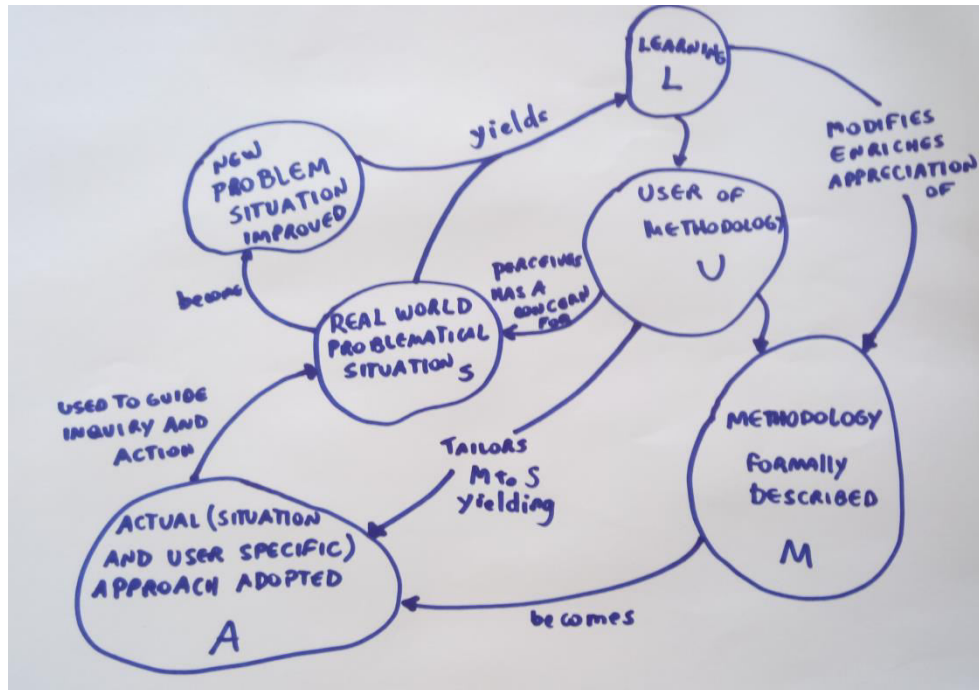 LEARNING
L
yields
MODIFIES
ENRICHES
APPRECIATION
OF
NEW
PROBLEM
SITUATION
IMPROVED
USER OF
METHODOLOGY
U
PERCEIVES
HAS A
CONCERN
FOR
become
REAL WORLD
PROBLEMATICAL
SITUATION S
USED TO GUIDE
INQUIRY AND
ACTION
TAILORS
M to S
yielding
METHODOLOGY
FORMALLY
DESCRIBED
M
ACTUAL (SITUATION
AND USER SPECIFIC)
APPROACH ADOPTED
A
becomes